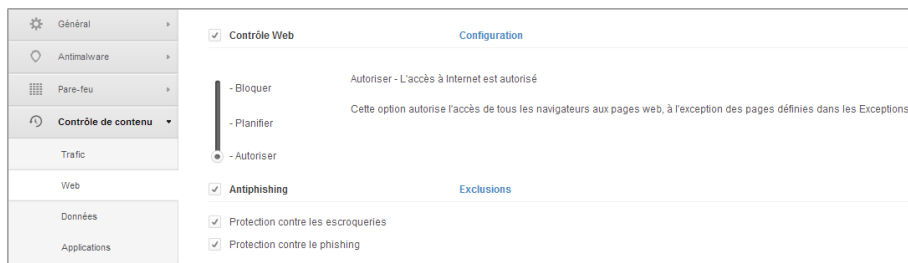 Général
Antimalware
Pare-feu
Contrôle de contenu
Trafic
Web
Données
Applications
Contrôle Web Configuration
- Bloquer
- Planifier
- Autoriser
Autoriser - L'accès à Internet est autorisé
Cette option autorise l'accès de tous les navigateurs aux pages web, à l'exception des pages définies dans les Exceptions
Antiphishing Exclusions
Protection contre les escroqueries
Protection contre le phishing